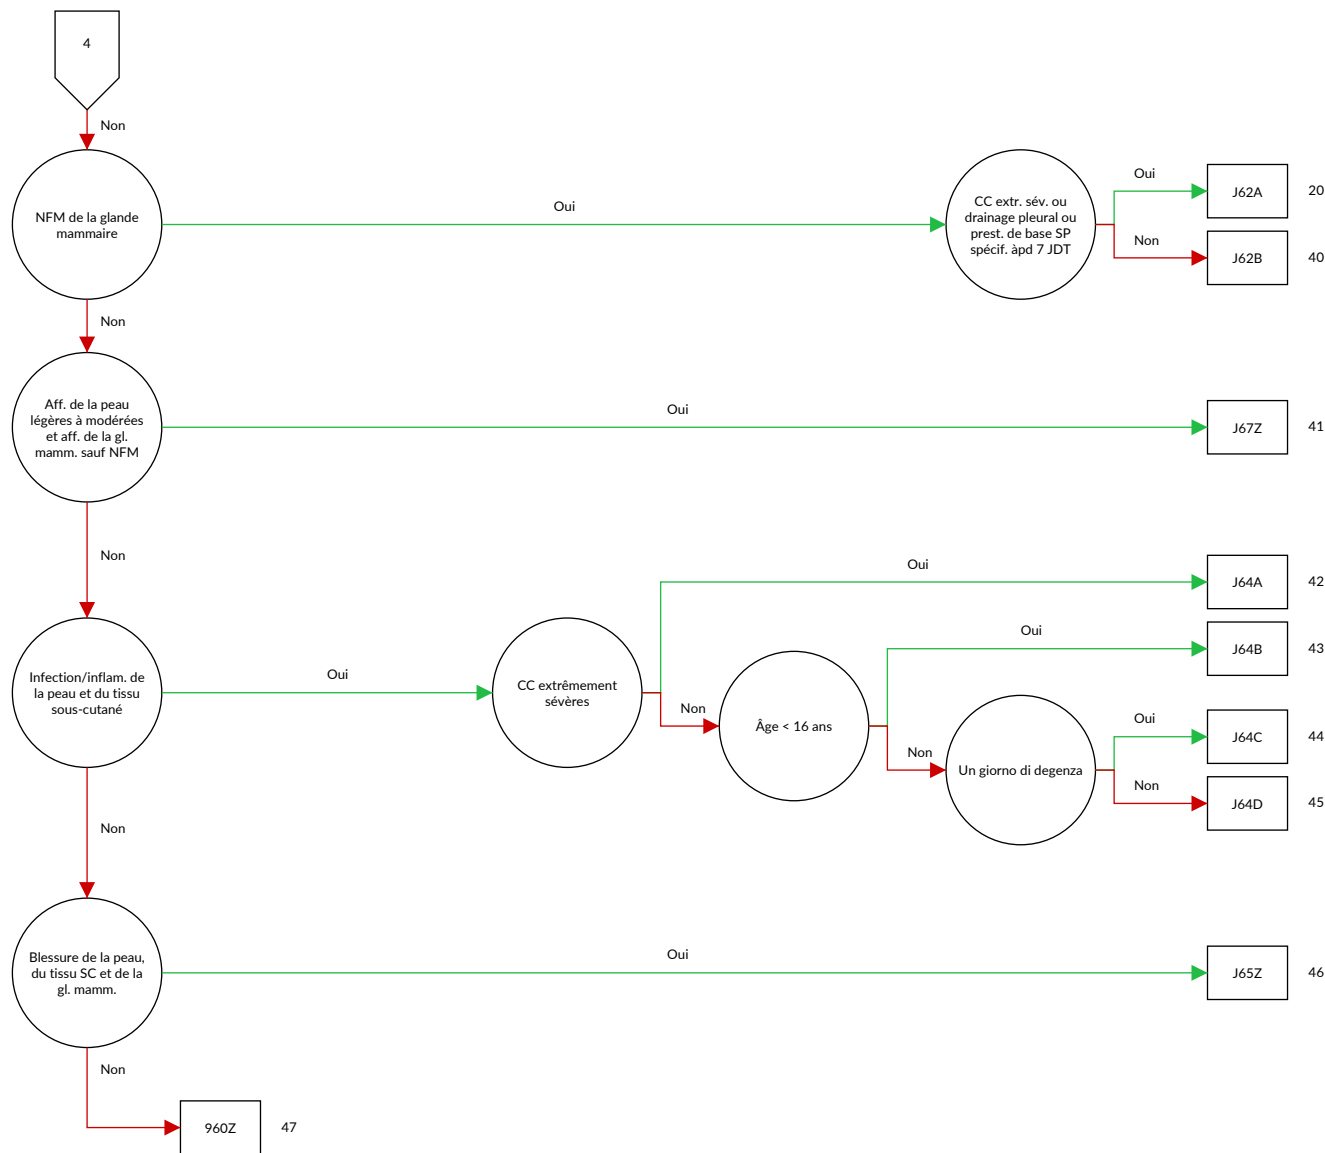 4
Non
NFM de la glande
mammaire
Oui
CC extr. sév. ou
drainage pleural ou
prest. de base SP
spécif. àpd 7 JDT
Oui
J62A
20
Non
J62B
40
Non
Aff. de la peau
légères à modérées
et aff. de la gl.
mamm. sauf NFM
Oui
J67Z
41
Non
Infection/inflam. de
la peau et du tissu
sous-cutané
Oui
CC extrêmement
sévères
Oui
J64A
42
Non
Âge < 16 ans
Oui
J64B
43
Non
Un giorno di degenza
Oui
J64C
44
Non
J64D
45
Non
Blessure de la peau,
du tissu SC et de la
gl. mamm.
Oui
J65Z
46
Non
960Z
47